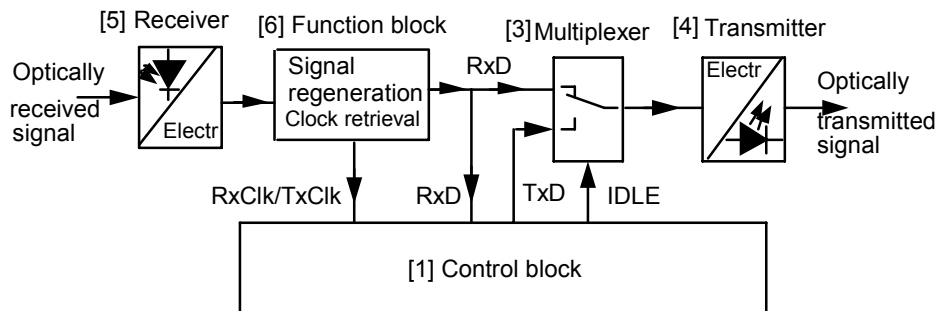 [5] Receiver
[6] Function block
[3] Multiplexer
[4] Transmitter
Optically
received
signal
Electr
Signal
regeneration
Clock retrieval
RxD
Electr
Optically
transmitted
signal
RxClk/TxClk
RxD
TxD
IDLE
[1] Control block